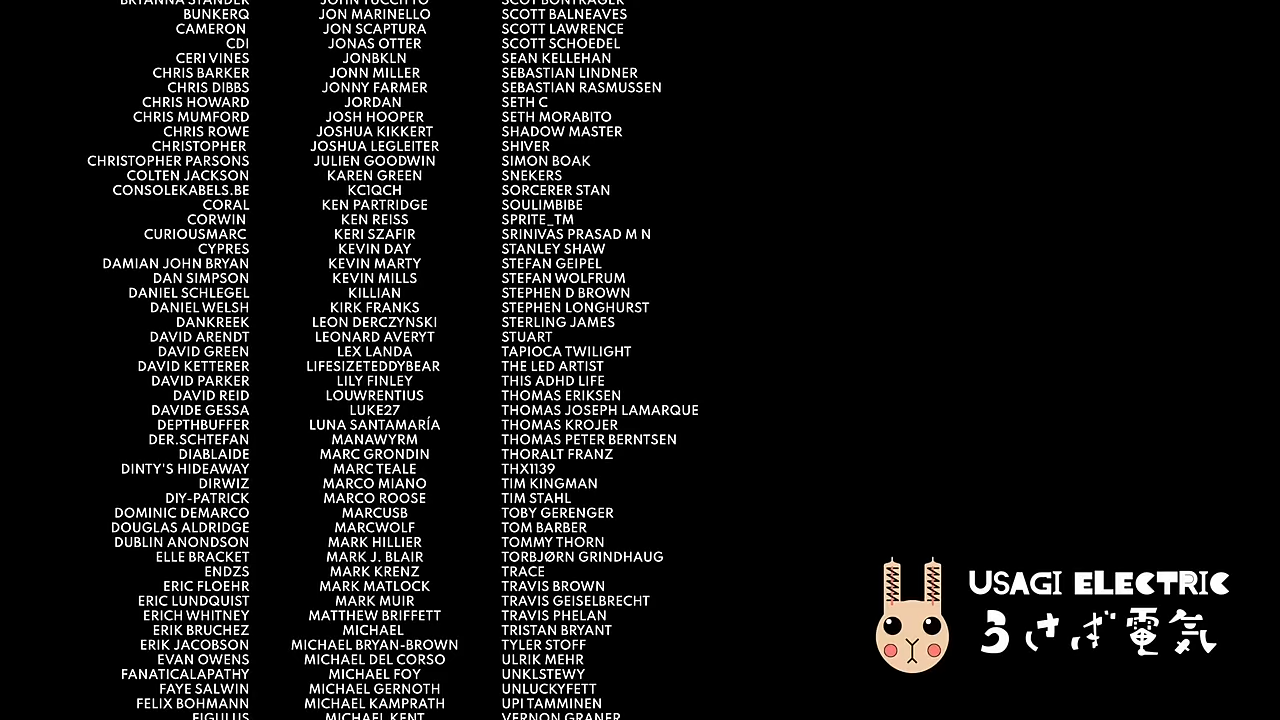 BRYANNA STANDER
BUNKERQ
CAMERON
CDI
CERI VINES
CHRIS BARKER
CHRIS DIBBS
CHRIS HOWARD
CHRIS MUMFORD
CHRIS ROWE
CHRISTOPHER
CHRISTOPHER PARSONS
COLTEN JACKSON
CONSOLEKABELS.BE
CORAL
CORWIN
CURIOUSMARC
CYPRES
DAMIAN JOHN BRYAN
DAN SIMPSON
DANIEL SCHLEGEL
DANIEL WELSH
DANKREEK
DAVID ARENDT
DAVID GREEN
DAVID KETTERER
DAVID PARKER
DAVID REID
DAVIDE GESSA
DEPTHBUFFER
DER.SCHTEFAN
DIABLAIDE
DINTY'S HIDEAWAY
DIRWIZ
DIY-PATRICK
DOMINIC DEMARCO
DOUGLAS ALDRIDGE
DUBLIN ANONDSON
ELLE BRACKET
ENDZS
ERIC FLOEHR
ERIC LUNDQUIST
ERICH WHITNEY
ERIK BRUCHEZ
ERIK JACOBSON
EVAN OWENS
FANATICALAPATHY
FAYE SALWIN
FELIX BOHMANN
FIGULUS
JOHN TUCCITTO
JON MARINELLO
JON SCAPTURA
JONAS OTTER
JONBKLN
JONN MILLER
JONNY FARMER
JORDAN
JOSH HOOPER
JOSHUA KIKKERT
JOSHUA LEGLEITER
JULIEN GOODWIN
KAREN GREEN
KC1QCH
KEN PARTRIDGE
KEN REISS
KERI SZAFIR
KEVIN DAY
KEVIN MARTY
KEVIN MILLS
KILLIAN
KIRK FRANKS
LEON DERCZYNSKI
LEONARD AVERYT
LEX LANDA
LIFESIZETEDDYBEAR
LILY FINLEY
LOUWRENTIUS
LUKE27
LUNA SANTAMARÍA
MANAWYRM
MARC GRONDIN
MARC TEALE
MARCO MIANO
MARCO ROOSE
MARCUSB
MARCWOLF
MARK HILLIER
MARK J. BLAIR
MARK KRENZ
MARK MATLOCK
MARK MUIR
MATTHEW BRIFFETT
MICHAEL
MICHAEL BRYAN-BROWN
MICHAEL DEL CORSO
MICHAEL FOY
MICHAEL GERNOTH
MICHAEL KAMPRATH
MICHAEL KENT
SCOT BONTRAGER
SCOTT BALNEAVES
SCOTT LAWRENCE
SCOTT SCHOEDEL
SEAN KELLEHAN
SEBASTIAN LINDNER
SEBASTIAN RASMUSSEN
SETH C
SETH MORABITO
SHADOW MASTER
SHIVER
SIMON BOAK
SNEKERS
SORCERER STAN
SOULIMBIBE
SPRITE_TM
SRINIVAS PRASAD M N
STANLEY SHAW
STEFAN GEIPEL
STEFAN WOLFRUM
STEPHEN D BROWN
STEPHEN LONGHURST
STERLING JAMES
STUART
TAPIOCA TWILIGHT
THE LED ARTIST
THIS ADHD LIFE
THOMAS ERIKSEN
THOMAS JOSEPH LAMARQUE
THOMAS KROJER
THOMAS PETER BERNTSEN
THORALT FRANZ
THX1139
TIM KINGMAN
TIM STAHL
TOBY GERENGER
TOM BARBER
TOMMY THORN
TORBJØRN GRINDHAUG
TRACE
TRAVIS BROWN
TRAVIS GEISELBRECHT
TRAVIS PHELAN
TRISTAN BRYANT
TYLER STOFF
ULRIK MEHR
UNKLSTEWY
UNLUCKYFETT
UPI TAMMINEN
VERNON GRANER
USAGI ELECTRIC
うさぎ電気